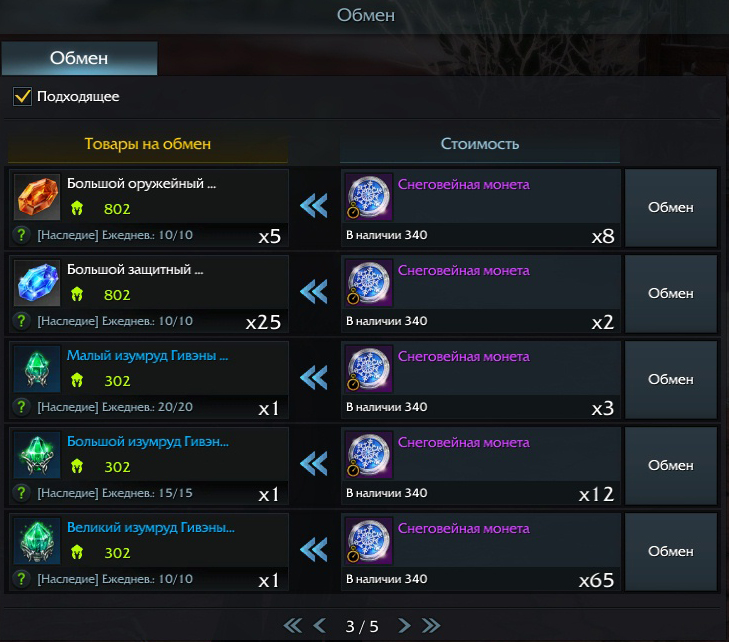 Обмен
Обмен
Подходящее
Товары на обмен
Стоимость
Большой оружейный ...
802
? [Наследие] Ежеднев.: 10/10 x5
Снеговейная монета
В наличии 340 x8
Обмен
Большой защитный ...
802
? [Наследие] Ежеднев.: 10/10 x25
Снеговейная монета
В наличии 340 x2
Обмен
Малый изумруд Гивэны ...
302
? [Наследие] Ежеднев.: 20/20 x1
Снеговейная монета
В наличии 340 x3
Обмен
Большой изумруд Гивэн...
302
? [Наследие] Ежеднев.: 15/15 x1
Снеговейная монета
В наличии 340 x12
Обмен
Великий изумруд Гивэны...
302
? [Наследие] Ежеднев.: 10/10 x1
Снеговейная монета
В наличии 340 x65
Обмен
3 / 5